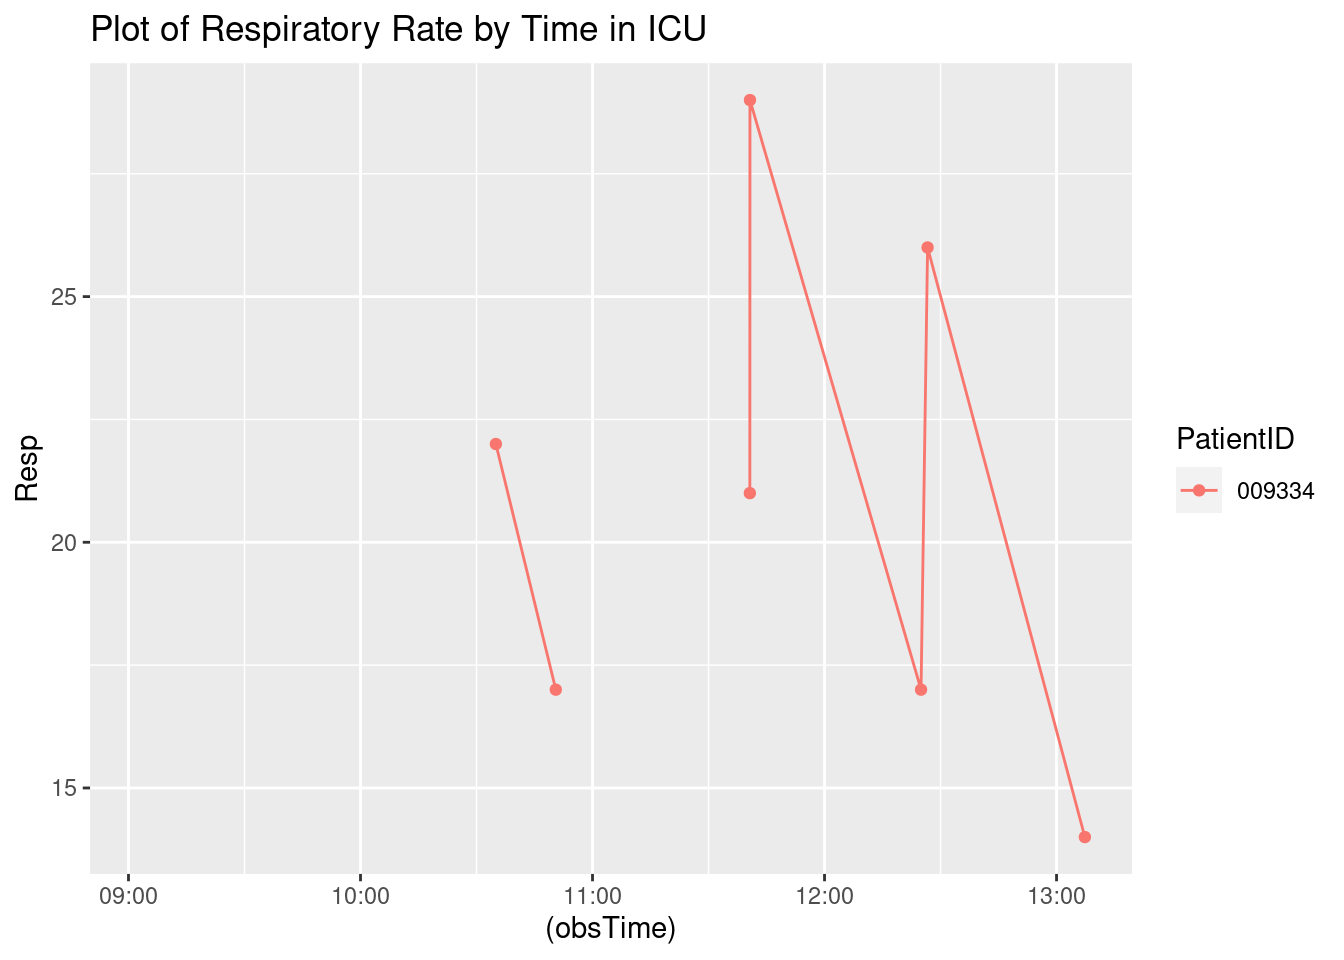 Plot of Respiratory Rate by Time in ICU
Resp
25
20
15
09:00 10:00 11:00 12:00 13:00
(obsTime)
PatientID
009334